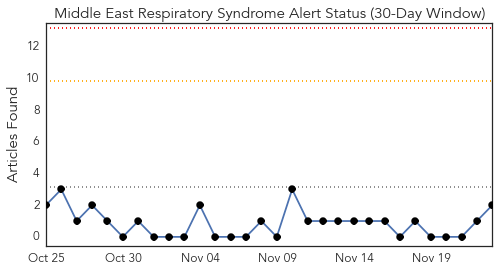 Middle East Respiratory Syndrome Alert Status (30-Day Window)
Articles Found
12
10
8
6
4
2
0
Oct 25 Oct 30 Nov 04 Nov 09 Nov 14 Nov 19